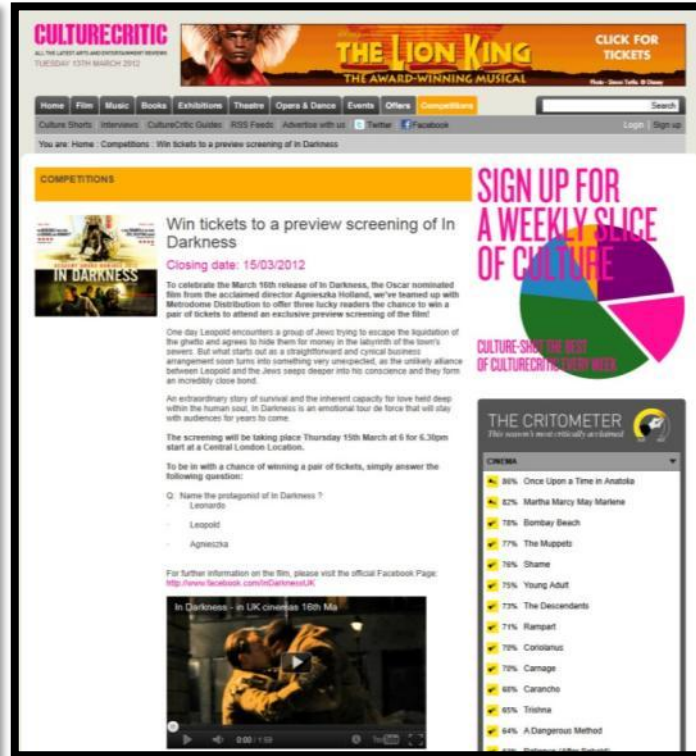 CULTURECRITIC
ALL THE LATEST ARTS AND ENTERTAINMENT REVIEWS
TUESDAY 13TH MARCH 2012
THE LION KING
THE AWARD-WINNING MUSICAL
CLICK FOR
TICKETS
Home Film Music Books Exhibitions Theatre Opera & Dance Events Offers Competitions
Search
Culture Shorts Interviews CultureCritic Guides RSS Feeds Advertise with us Twitter Facebook
Login Sign up
You are: Home : Competitions : Win tickets to a preview screening of In Darkness
COMPETITIONS
IN DARKNESS
Win tickets to a preview screening of In
Darkness
Closing date: 15/03/2012
To celebrate the March 16th release of In Darkness, the Oscar nominated
film from the acclaimed director Agnieszka Holland, we've teamed up with
Metrodome Distribution to offer three lucky readers the chance to win a
pair of tickets to attend an exclusive preview screening of the film!
One day Leopold encounters a group of Jews trying to escape the liquidation of
the ghetto and agrees to hide them for money in the labyrinth of the town's
sewers. But what starts out as a straightforward and cynical business
arrangement soon turns into something very unexpected, as the unlikely alliance
between Leopold and the Jews seeps deeper into his conscience and they form
an incredibly close bond.
An extraordinary story of survival and the inherent capacity for love held deep
within the human soul, In Darkness is an emotional tour de force that will stay
with audiences for years to come.
The screening will be taking place Thursday 15th March at 6 for 6.30pm
start at a Central London Location.
To be in with a chance of winning a pair of tickets, simply answer the
following question:
Q: Name the protagonist of In Darkness ?
Leonardo
Leopold
Agnieszka
For further information on the film, please visit the official Facebook Page:
http://www.facebook.com/InDarknessUK
In Darkness - in UK cinemas 16th Ma
0:00 / 1:59
SIGN UP FOR
A WEEKLY SLICE
OF CULTURE
CULTURE-SHOT THE BEST
OF CULTURECRITIC EVERY WEEK
THE CRITOMETER
This season's most critically acclaimed
CINEMA
86% Once Upon a Time in Anatolia
82% Martha Marcy May Marlene
78% Bombay Beach
77% The Muppets
76% Shame
75% Young Adult
73% The Descendants
71% Rampart
70% Coriolanus
70% Carnage
68% Carancho
65% Trishna
64% A Dangerous Method